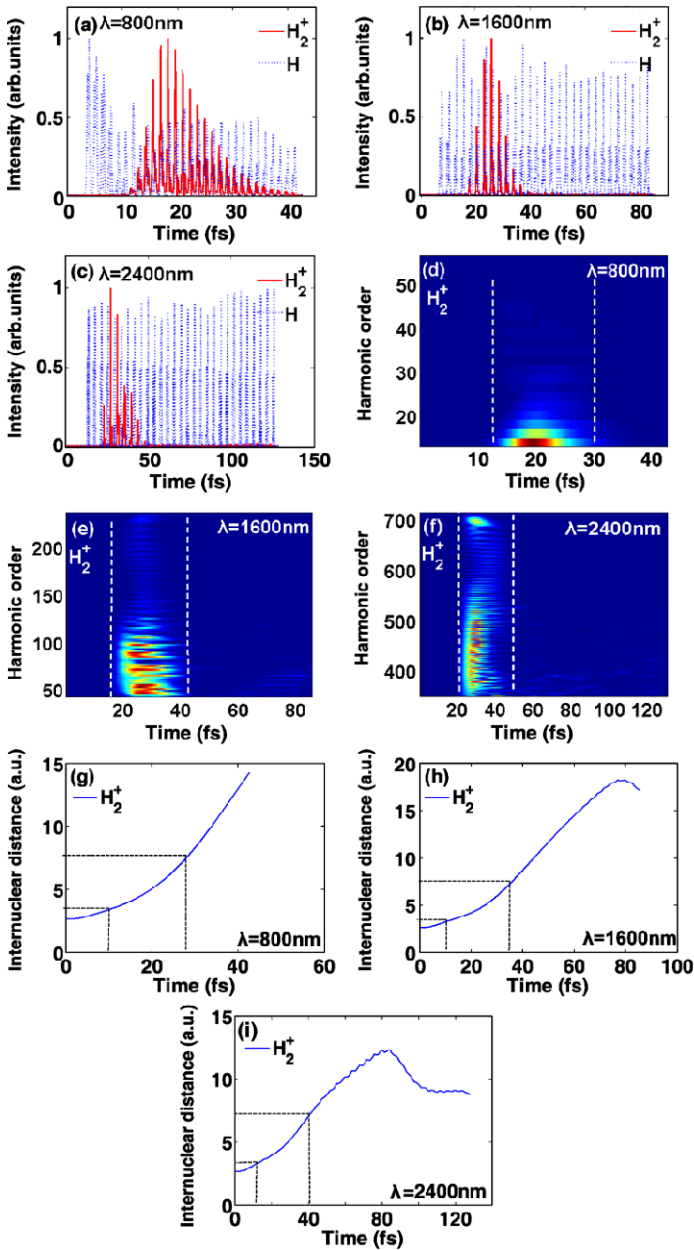 (a) λ=800nm
H₂⁺
H
Intensity (arb.units)
1
0.5
0
0 10 20 30 40
Time (fs)
(b) λ=1600nm
H₂⁺
H
Intensity (arb.units)
1
0.5
0
0 20 40 60 80
Time (fs)
(c) λ=2400nm
H₂⁺
H
Intensity (arb.units)
1
0.5
0
0 50 100 150
Time (fs)
(d) λ=800nm
H₂⁺
Harmonic order
50
40
30
20
10 20 30 40
Time (fs)
(e) λ=1600nm
H₂⁺
Harmonic order
200
150
100
50
20 40 60 80
Time (fs)
(f) λ=2400nm
H₂⁺
Harmonic order
700
600
500
400
20 40 60 80 100 120
Time (fs)
(g)
H₂⁺
Internuclear distance (a.u.)
15
10
5
0
0 20 40 60
λ=800nm
Time (fs)
(h)
H₂⁺
Internuclear distance (a.u.)
20
15
10
5
0
0 20 40 60 80 100
λ=1600nm
Time (fs)
(i)
H₂⁺
Internuclear distance (a.u.)
15
10
5
0
0 40 80 120
λ=2400nm
Time (fs)